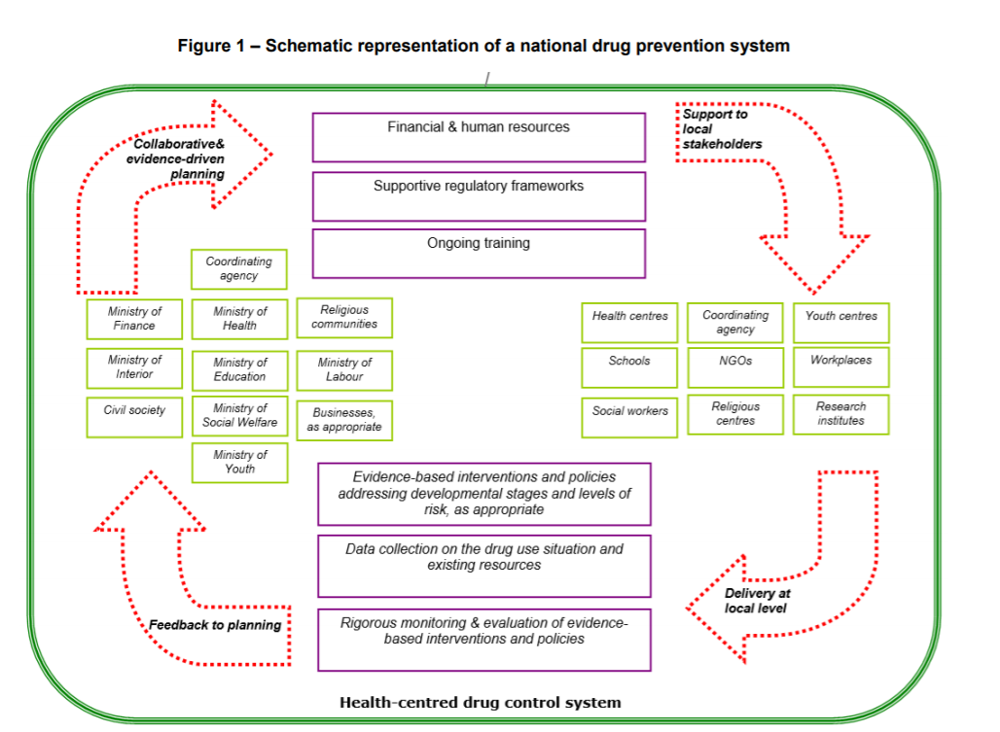 Figure 1 – Schematic representation of a national drug prevention system
Collaborative&
evidence-driven
planning
Financial & human resources
Supportive regulatory frameworks
Ongoing training
Support to
local
stakeholders
Coordinating
agency
Ministry of
Finance
Ministry of
Health
Religious
communities
Ministry of
Interior
Ministry of
Education
Ministry of
Labour
Civil society
Ministry of
Social Welfare
Businesses,
as appropriate
Ministry of
Youth
Health centres
Coordinating
agency
Youth centres
Schools
NGOs
Workplaces
Social workers
Religious
centres
Research
institutes
Evidence-based interventions and policies
addressing developmental stages and levels of
risk, as appropriate
Data collection on the drug use situation and
existing resources
Rigorous monitoring & evaluation of evidence-
based interventions and policies
Delivery at
local level
Feedback to planning
Health-centred drug control system